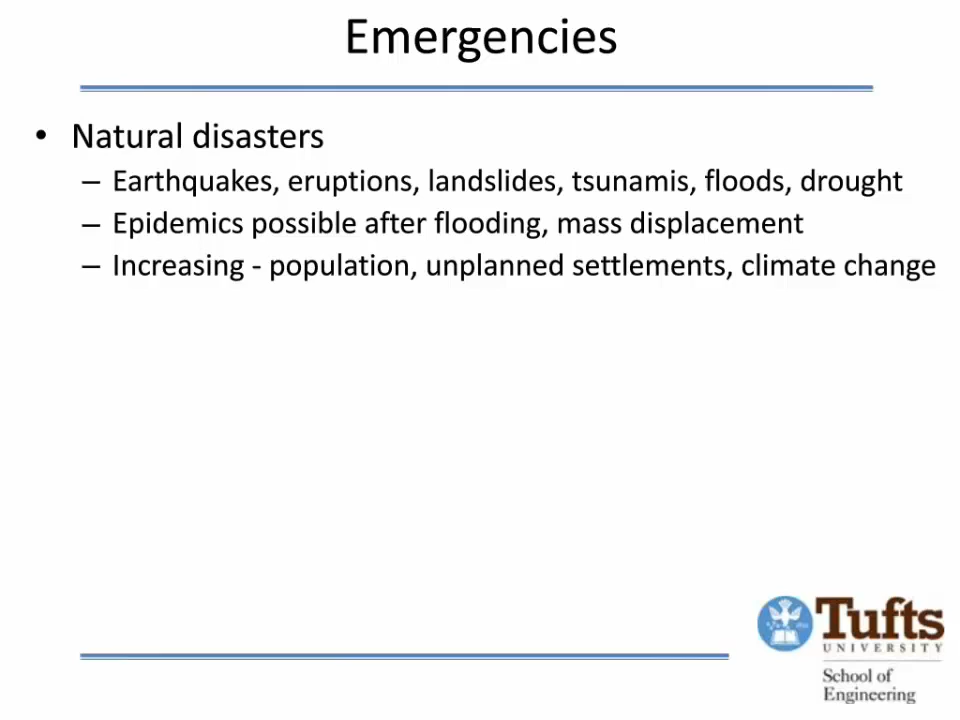 Emergencies
• Natural disasters
– Earthquakes, eruptions, landslides, tsunamis, floods, drought
– Epidemics possible after flooding, mass displacement
– Increasing - population, unplanned settlements, climate change
Tufts
UNIVERSITY
School of
Engineering